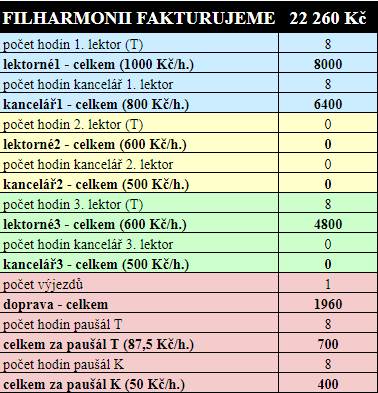 FILHARMONII FAKTURUJEME 22 260 Kč
počet hodin 1. lektor (T) 8
lektorné1 - celkem (1000 Kč/h.) 8000
počet hodin kancelář 1. lektor 8
kancelář1 - celkem (800 Kč/h.) 6400
počet hodin 2. lektor (T) 0
lektorné2 - celkem (600 Kč/h.) 0
počet hodin kancelář 2. lektor 0
kancelář2 - celkem (500 Kč/h.) 0
počet hodin 3. lektor (T) 8
lektorné3 - celkem (600 Kč/h.) 4800
počet hodin kancelář 3. lektor 0
kancelář3 - celkem (500 Kč/h.) 0
počet výjezdů 1
doprava - celkem 1960
počet hodin paušál T 8
celkem za paušál T (87,5 Kč/h.) 700
počet hodin paušál K 8
celkem za paušál K (50 Kč/h.) 400